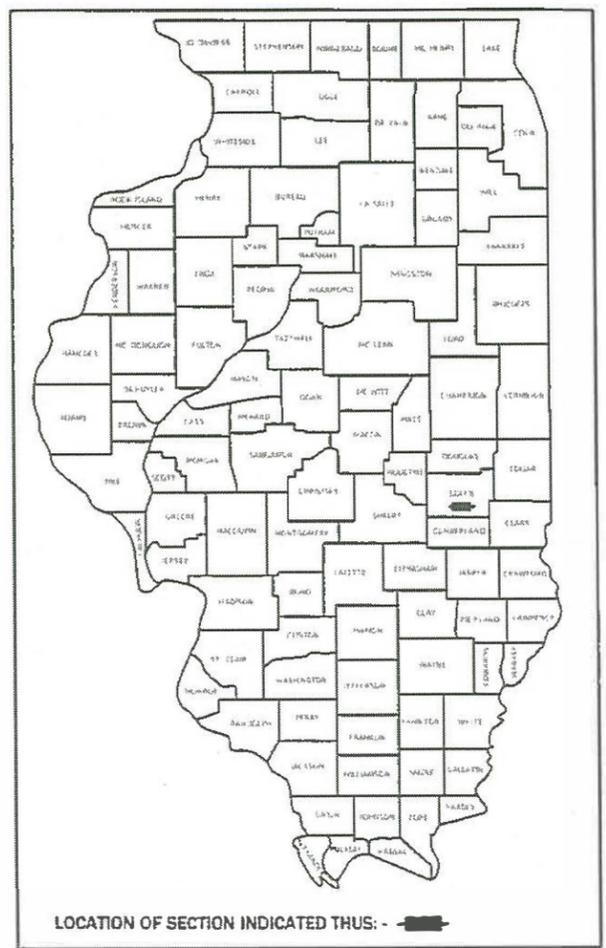 JO DAVIESS STEPHENSON WINNEBAGO BOONE MC HENRY LAKE
CARROLL OGLE DE KALB KANE DU PAGE COOK
WHITESIDE LEE
KENDALL WILL
ROCK ISLAND HENRY BUREAU LA SALLE GRUNDY
MERCER PUTNAM
STARK MARSHALL KANKAKEE
HENDERSON WARREN KNOX PEORIA WOODFORD LIVINGSTON
IROQUOIS
HANCOCK MC DONOUGH FULTON TAZEWELL MC LEAN FORD
SCHUYLER MASON LOGAN DE WITT CHAMPAIGN VERMILION
ADAMS BROWN CASS MENARD MACON PIATT
MORGAN SANGAMON DOUGLAS EDGAR
PIKE SCOTT CHRISTIAN MOULTRIE COLES
GREENE MACOUPIN MONTGOMERY SHELBY CUMBERLAND CLARK
CALHOUN
JERSEY FAYETTE EFFINGHAM JASPER CRAWFORD
MADISON BOND CLAY RICHLAND LAWRENCE
CLINTON MARION
ST CLAIR WAYNE EDWARDS WABASH
MONROE WASHINGTON JEFFERSON
RANDOLPH PERRY HAMILTON WHITE
FRANKLIN
JACKSON WILLIAMSON SALINE GALLATIN
UNION JOHNSON POPE HARDIN
ALEXANDER PULASKI MASSAC
LOCATION OF SECTION INDICATED THUS: -